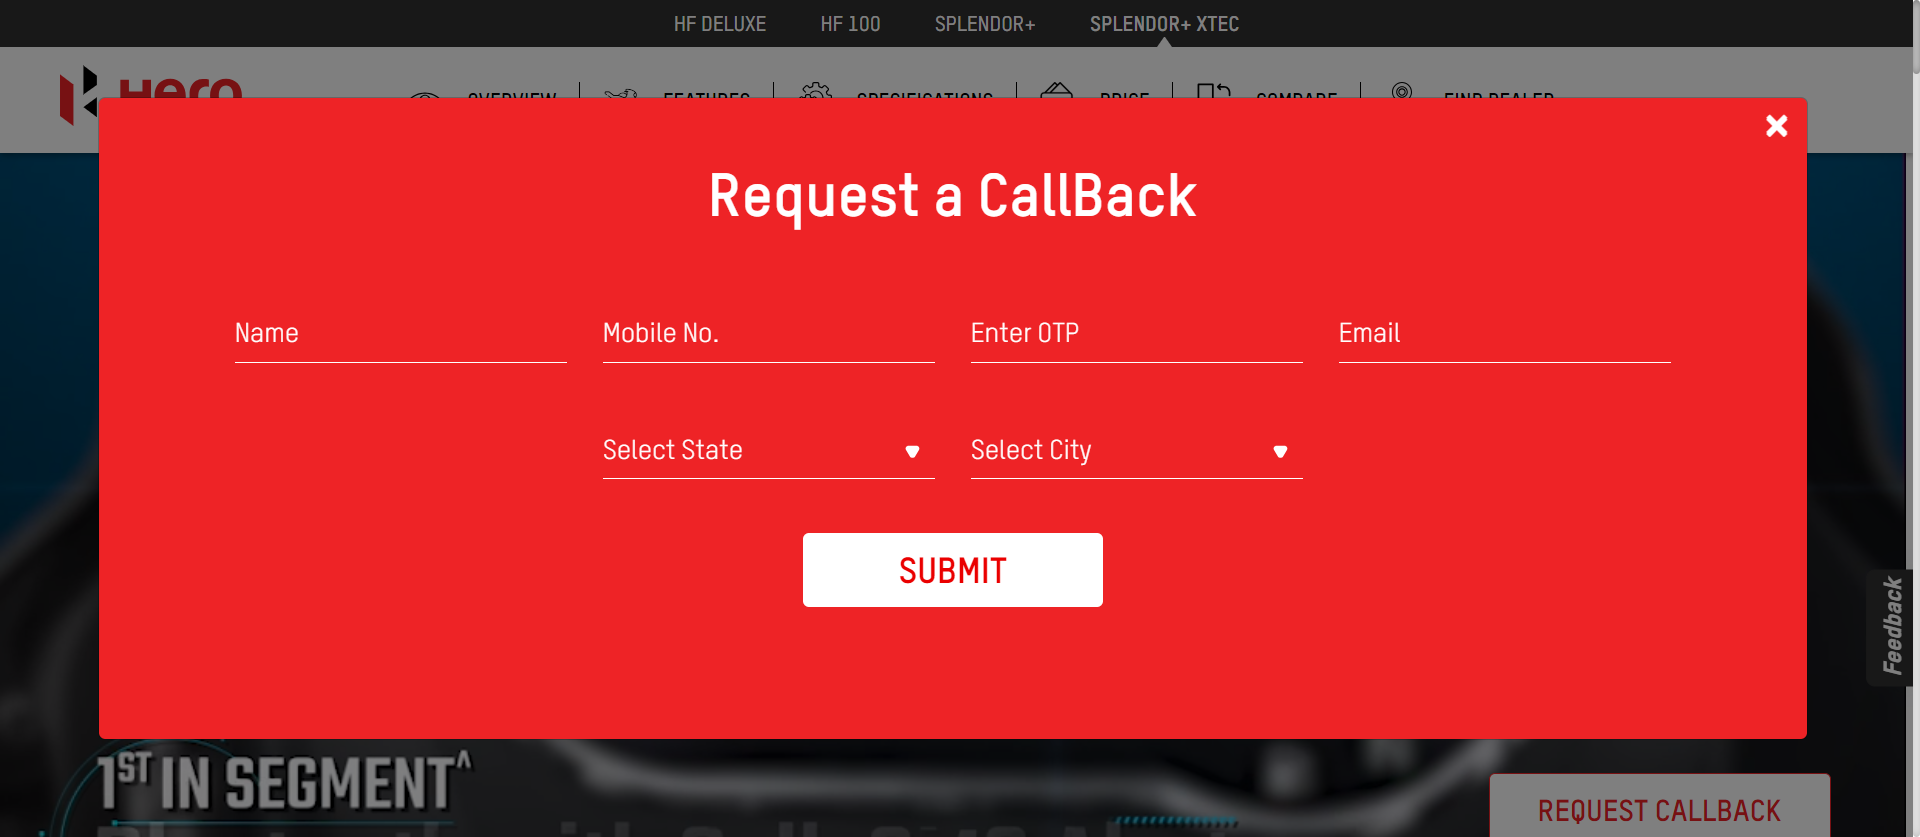 HF DELUXE
HF 100
SPLENDOR+
SPLENDOR+ XTEC
Hero
OVERVIEW
FEATURES
SPECIFICATIONS
PRICE
COMPARE
FIND DEALER
Request a CallBack
Name
Mobile No.
Enter OTP
Email
Select State
Select City
SUBMIT
Feedback
1ST IN SEGMENT^
REQUEST CALLBACK